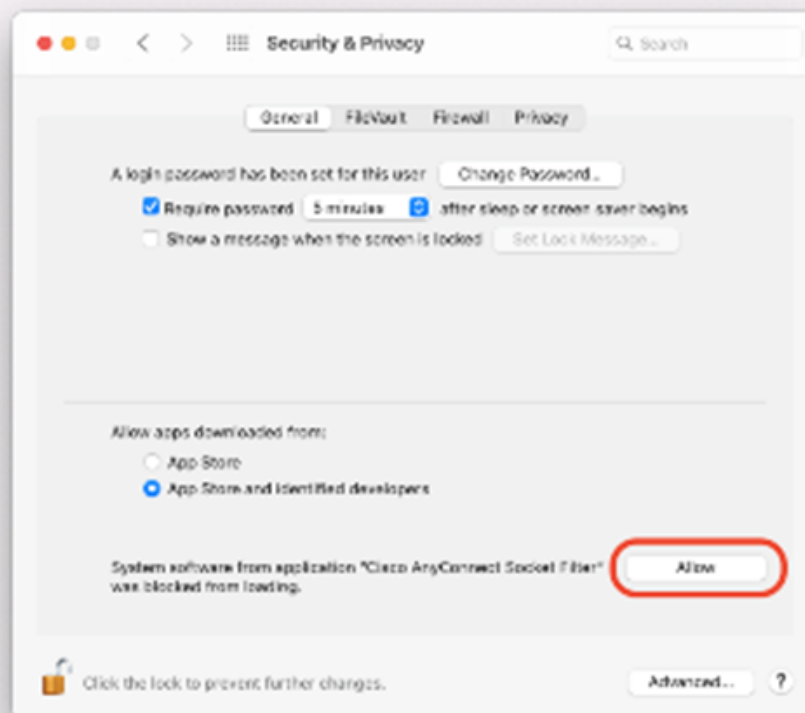 Security & Privacy
Search
General FileVault Firewall Privacy
A login password has been set for this user Change Password...
Require password 5 minutes after sleep or screen saver begins
Show a message when the screen is locked Set Lock Message...
Allow apps downloaded from:
App Store
App Store and identified developers
System software from application "Cisco AnyConnect Socket Filter" Allow
was blocked from loading.
Click the lock to prevent further changes. Advanced... ?